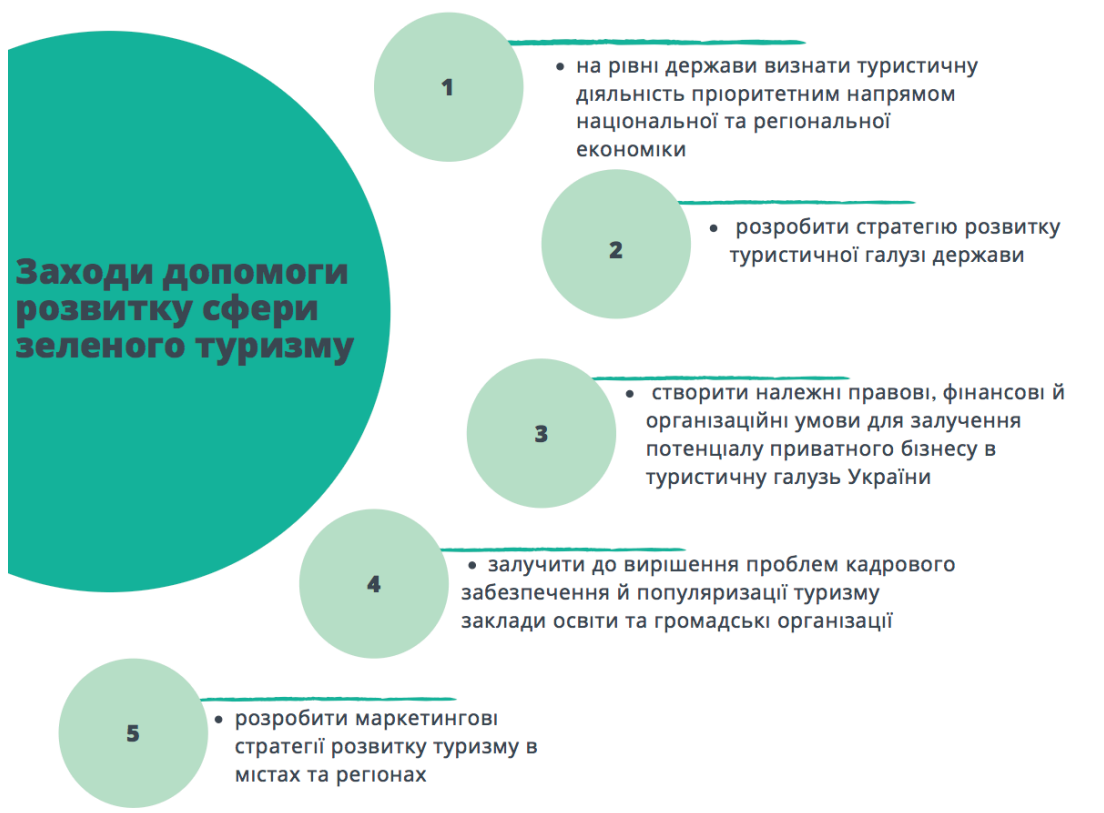 Заходи допомоги
розвитку сфери
зеленого туризму
1
• на рівні держави визнати туристичну
діяльність пріоритетним напрямом
національної та регіональної
економіки
2
• розробити стратегію розвитку
туристичної галузі держави
3
• створити належні правові, фінансові й
організаційні умови для залучення
потенціалу приватного бізнесу в
туристичну галузь України
4
• залучити до вирішення проблем кадрового
забезпечення й популяризації туризму
заклади освіти та громадські організації
5
• розробити маркетингові
стратегії розвитку туризму в
містах та регіонах